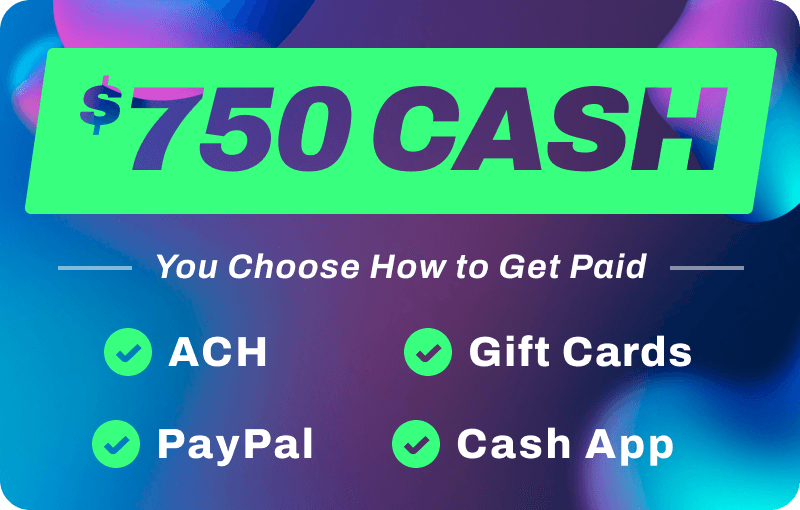 $750 CASH
You Choose How to Get Paid
ACH
Gift Cards
PayPal
Cash App